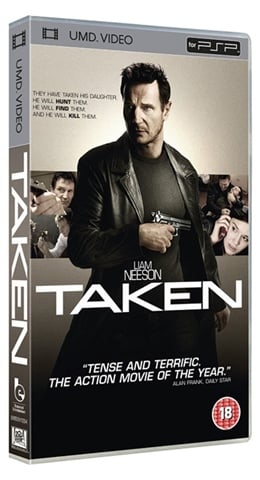 UMD. VIDEO
for PSP
UMD. VIDEO
THEY HAVE TAKEN HIS DAUGHTER.
HE WILL HUNT THEM.
HE WILL FIND THEM.
AND HE WILL KILL THEM.
LIAM
NEESON
TAKEN
TAKEN
"TENSE AND TERRIFIC.
THE ACTION MOVIE OF THE YEAR."
ALAN FRANK, DAILY STAR
18
FOX